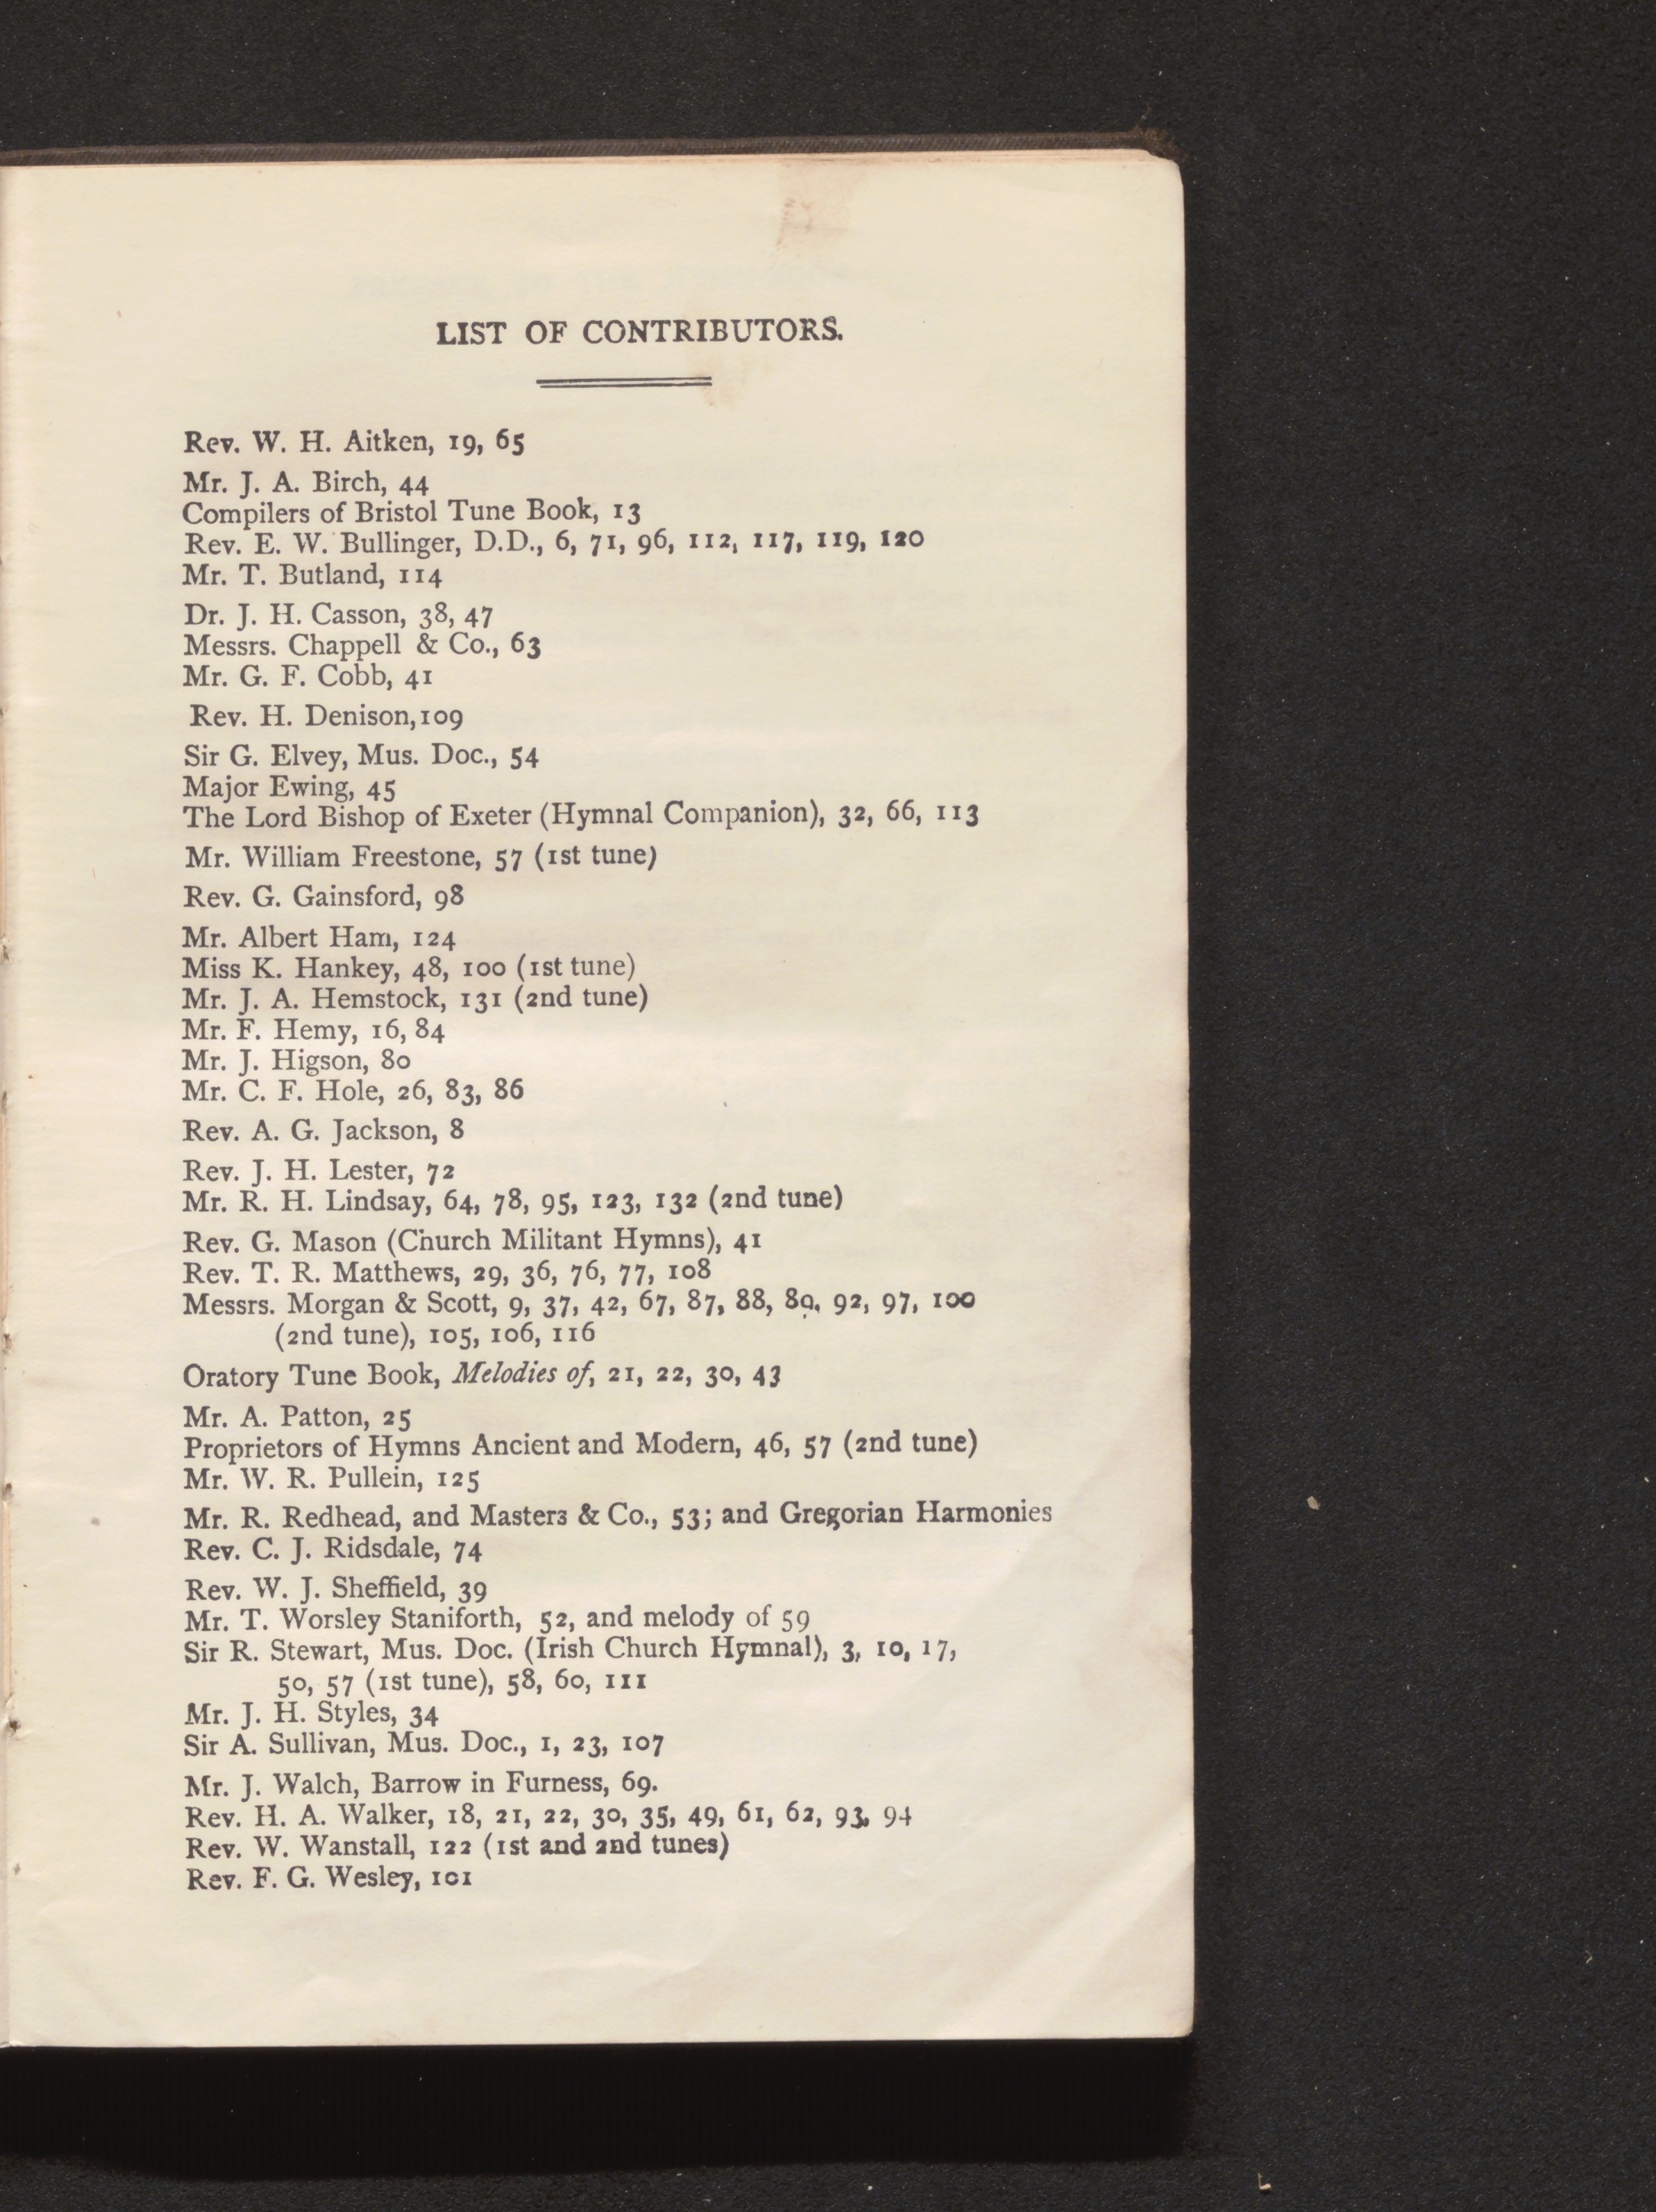 LIST OF CONTRIBUTORS.
Rev. W. H. Aitken, 19, 65
Mr. J. A. Birch, 44
Compilers of Bristol Tune Book, 13
Rev. E. W. Bullinger, D.D., 6, 71, 96, 112, 117, 119, 120
Mr. T. Butland, 114
Dr. J. H. Casson, 38, 47
Messrs. Chappell & Co., 63
Mr. G. F. Cobb, 41
Rev. H. Denison, 109
Sir G. Elvey, Mus. Doc., 54
Major Ewing, 45
The Lord Bishop of Exeter (Hymnal Companion), 32, 66, 113
Mr. William Freestone, 57 (1st tune)
Rev. G. Gainsford, 98
Mr. Albert Ham, 124
Miss K. Hankey, 48, 100 (1st tune)
Mr. J. A. Hemstock, 131 (2nd tune)
Mr. F. Hemy, 16, 84
Mr. J. Higson, 80
Mr. C. F. Hole, 26, 83, 86
Rev. A. G. Jackson, 8
Rev. J. H. Lester, 72
Mr. R. H. Lindsay, 64, 78, 95, 123, 132 (2nd tune)
Rev. G. Mason (Church Militant Hymns), 41
Rev. T. R. Matthews, 29, 36, 76, 77, 108
Messrs. Morgan & Scott, 9, 37, 42, 67, 87, 88, 89, 92, 97, 100
(2nd tune), 105, 106, 116
Oratory Tune Book, Melodies of, 21, 22, 30, 43
Mr. A. Patton, 25
Proprietors of Hymns Ancient and Modern, 46, 57 (2nd tune)
Mr. W. R. Pullein, 125
Mr. R. Redhead, and Masters & Co., 53; and Gregorian Harmonies
Rev. C. J. Ridsdale, 74
Rev. W. J. Sheffield, 39
Mr. T. Worsley Staniforth, 52, and melody of 59
Sir R. Stewart, Mus. Doc. (Irish Church Hymnal), 3, 10, 17,
50, 57 (1st tune), 58, 60, 111
Mr. J. H. Styles, 34
Sir A. Sullivan, Mus. Doc., 1, 23, 107
Mr. J. Walch, Barrow in Furness, 69.
Rev. H. A. Walker, 18, 21, 22, 30, 35, 49, 61, 62, 93, 94
Rev. W. Wanstall, 122 (1st and 2nd tunes)
Rev. F. G. Wesley, 101